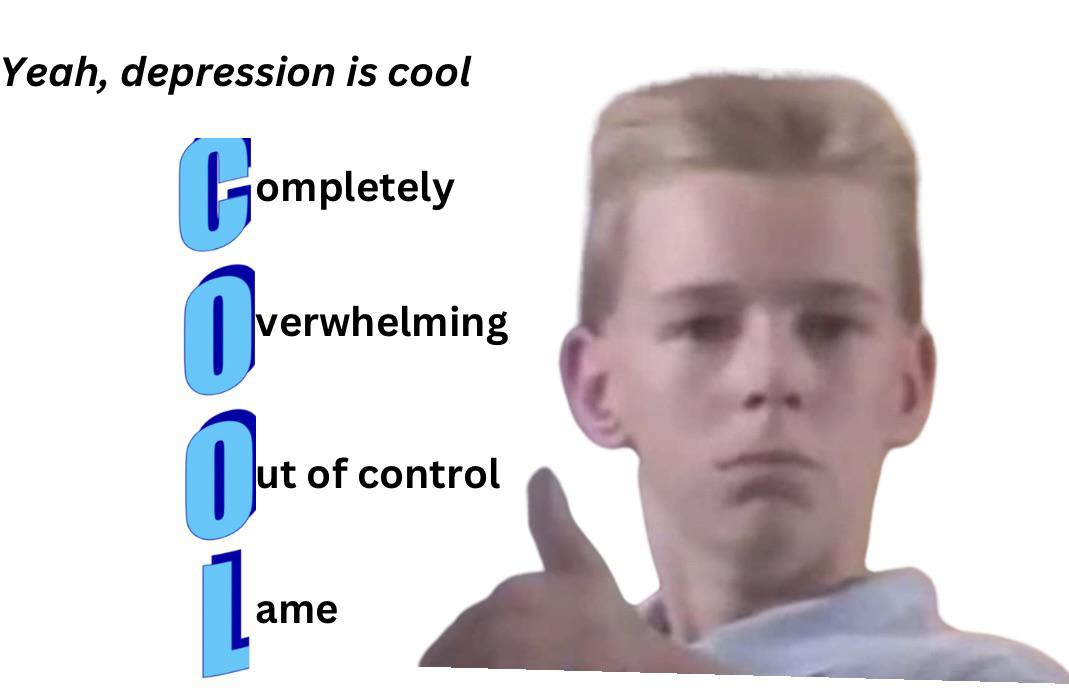 Yeah, depression is cool
Completely
Overwhelming
Out of control
Lame